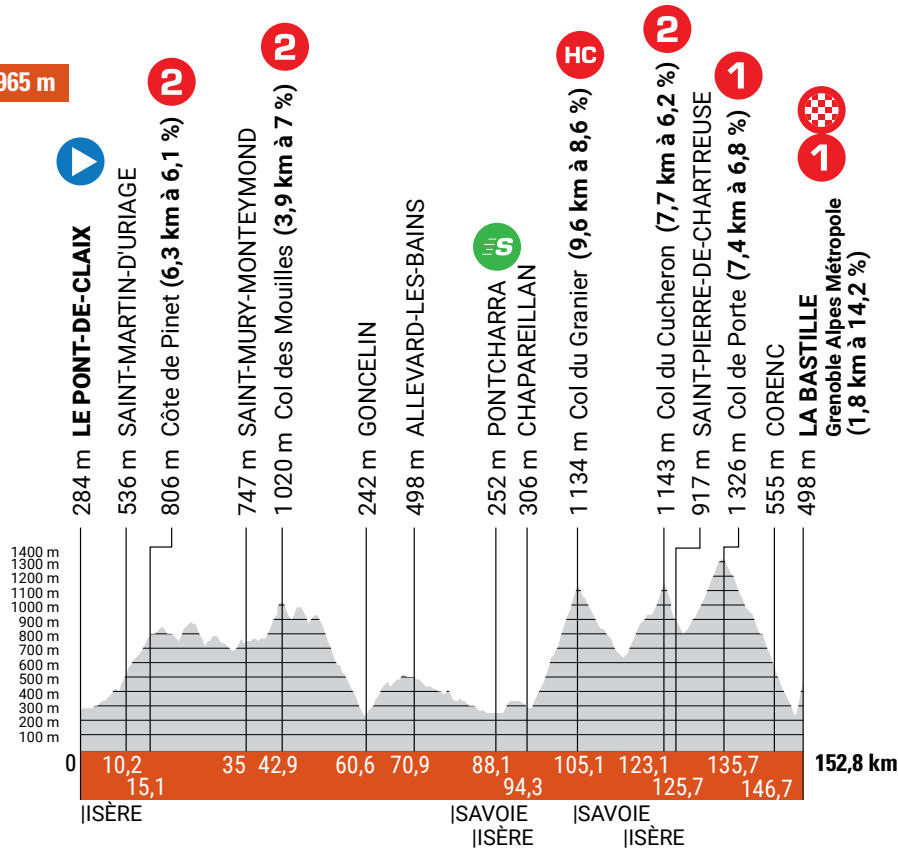 965 m
2
2
HC
2
1
1
S
284 m LE PONT-DE-CLAIX
536 m SAINT-MARTIN-D'URIAGE
806 m Côte de Pinet (6,3 km à 6,1 %)
747 m SAINT-MURY-MONTEYMOND
1 020 m Col des Mouilles (3,9 km à 7 %)
242 m GONCELIN
498 m ALLEVARD-LES-BAINS
252 m PONTCHARRA
306 m CHAPAREILLAN
1 134 m Col du Granier (9,6 km à 8,6 %)
1 143 m Col du Cucheron (7,7 km à 6,2 %)
917 m SAINT-PIERRE-DE-CHARTREUSE
1 326 m Col de Porte (7,4 km à 6,8 %)
555 m CORENC
498 m LA BASTILLE
Grenoble Alpes Métropole
(1,8 km à 14,2 %)
1400 m
1300 m
1200 m
1100 m
1000 m
900 m
800 m
700 m
600 m
500 m
400 m
300 m
200 m
100 m
0 10,2 35 42,9 60,6 70,9 88,1 105,1 123,1 135,7 152,8 km
15,1 94,3 125,7 146,7
|ISÈRE |SAVOIE |SAVOIE
|ISÈRE |ISÈRE